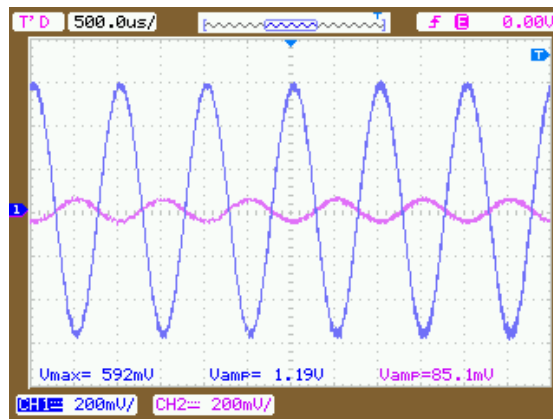 T'D 500.0us/ T f E 0.00V
T
1
Vmax= 592mV Vamp= 1.19V Vamp=85.1mV
CH1 200mV/ CH2 200mV/